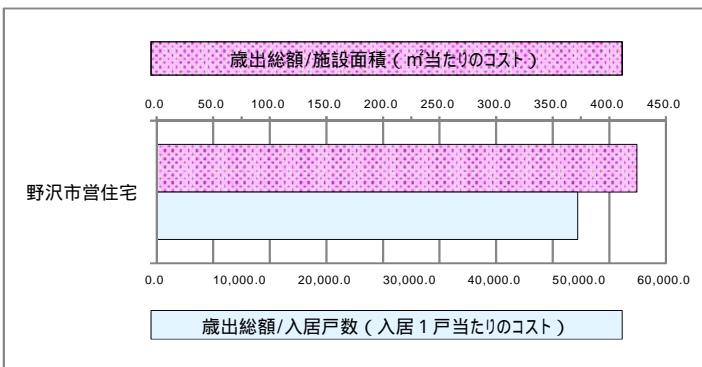 歳出総額/施設面積(㎡当たりのコスト)
0.0 50.0 100.0 150.0 200.0 250.0 300.0 350.0 400.0 450.0
野沢市営住宅
0.0 10,000.0 20,000.0 30,000.0 40,000.0 50,000.0 60,000.0
歳出総額/入居戸数(入居1戸当たりのコスト)